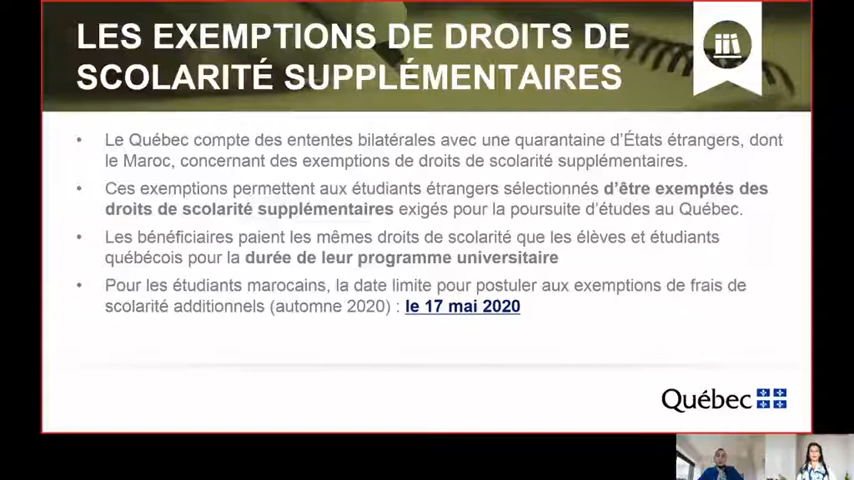 LES EXEMPTIONS DE DROITS DE
SCOLARITÉ SUPPLÉMENTAIRES
• Le Québec compte des ententes bilatérales avec une quarantaine d'États étrangers, dont
le Maroc, concernant des exemptions de droits de scolarité supplémentaires.
• Ces exemptions permettent aux étudiants étrangers sélectionnés d'être exemptés des
droits de scolarité supplémentaires exigés pour la poursuite d'études au Québec.
• Les bénéficiaires paient les mêmes droits de scolarité que les élèves et étudiants
québécois pour la durée de leur programme universitaire
• Pour les étudiants marocains, la date limite pour postuler aux exemptions de frais de
scolarité additionnels (automne 2020) : le 17 mai 2020
Québec